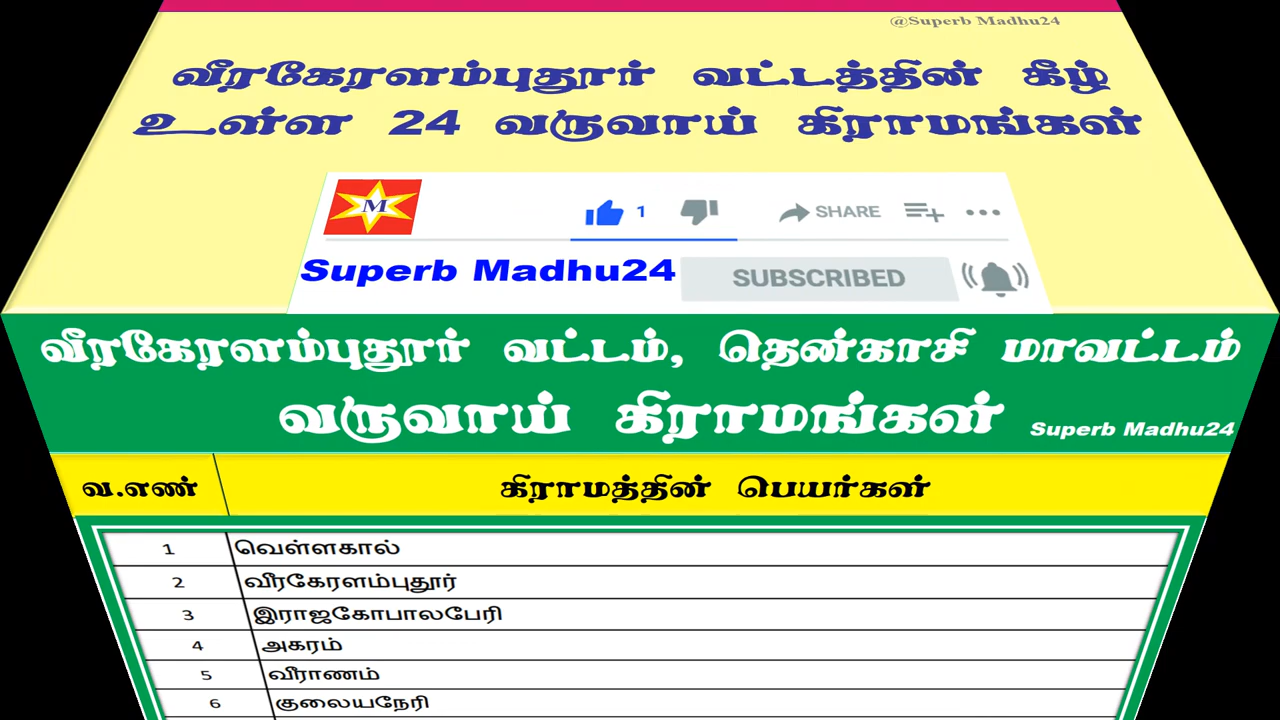 @Superb Madhu24
வீரகேரளம்புதூர் வட்டத்தின் கீழ்
உள்ள 24 வருவாய் கிராமங்கள்
M
1
SHARE
Superb Madhu24
SUBSCRIBED
வீரகேரளம்புதூர் வட்டம், தென்காசி மாவட்டம்
வருவாய் கிராமங்கள்
Superb Madhu24
வ.எண் கிராமத்தின் பெயர்கள்
1 வெள்ளகால்
2 வீரகேரளம்புதூர்
3 இராஜகோபாலபேரி
4 அகரம்
5 வீராணம்
6 குலையநேரி